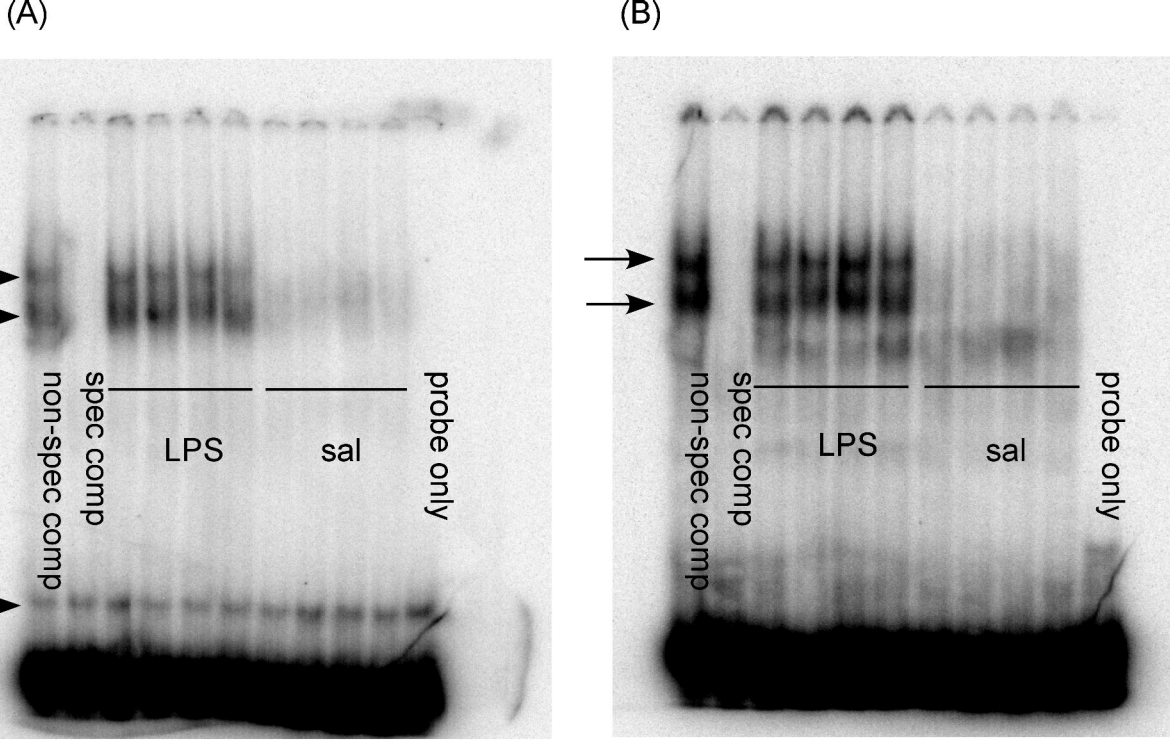 (A)
(B)
non-spec comp
spec comp
LPS
sal
probe only
non-spec comp
spec comp
LPS
sal
probe only